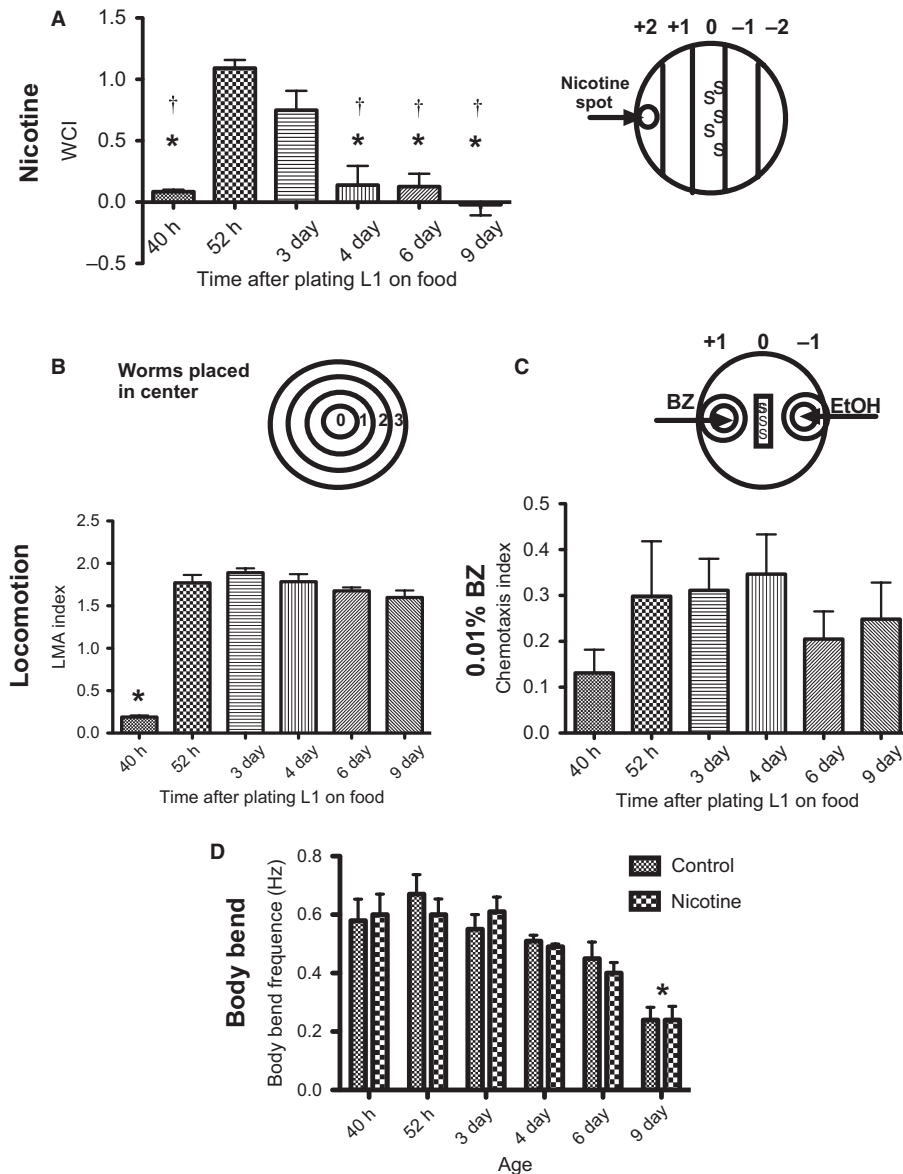 A
Nicotine
WCI
1.5
1.0
0.5
0.0
–0.5
† † † †
* * * *
40 h 52 h 3 day 4 day 6 day 9 day
Time after plating L1 on food
+2 +1 0 –1 –2
Nicotine
spot
S
S
S
S
S
B
Worms placed
in center
0 1 2 3
Locomotion
LMA index
2.5
2.0
1.5
1.0
0.5
0.0
*
40 h 52 h 3 day 4 day 6 day 9 day
Time after plating L1 on food
C
+1 0 –1
BZ
EtOH
S
S
S
0.01% BZ
Chemotaxis index
0.5
0.4
0.3
0.2
0.1
0.0
40 h 52 h 3 day 4 day 6 day 9 day
Time after plating L1 on food
D
Body bend
Body bend frequence (Hz)
0.8
0.6
0.4
0.2
0.0
Control
Nicotine
*
40 h 52 h 3 day 4 day 6 day 9 day
Age